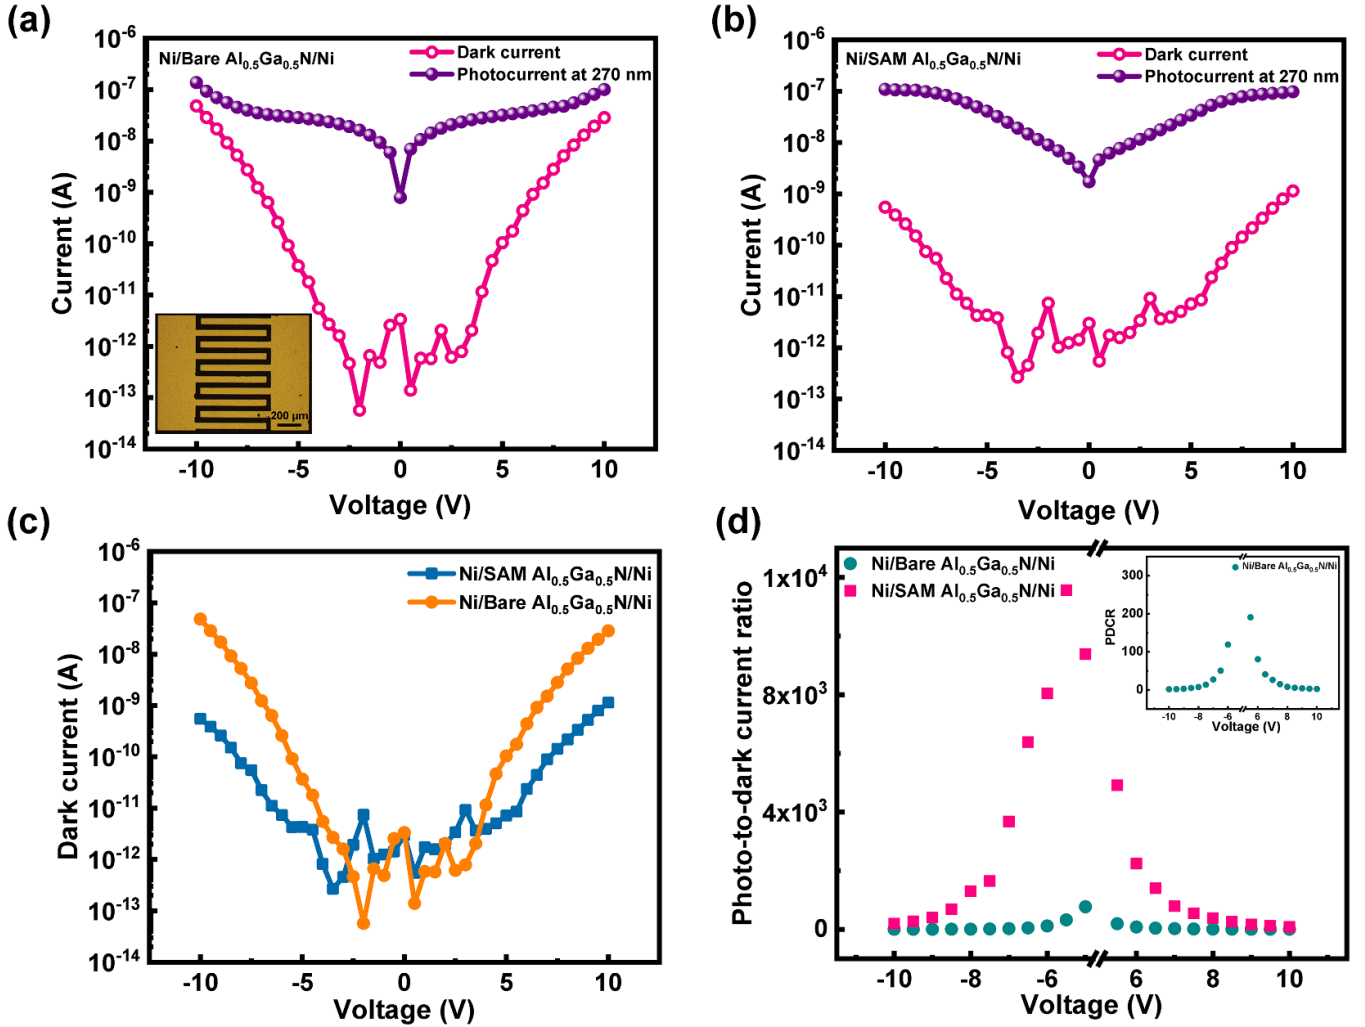 (a)
Ni/Bare Al0.5Ga0.5N/Ni
Dark current
Photocurrent at 270 nm
10-6
10-7
10-8
10-9
10-10
10-11
10-12
10-13
10-14
Current (A)
200 μm
-10 -5 0 5 10
Voltage (V)
(b)
Ni/SAM Al0.5Ga0.5N/Ni
Dark current
Photocurrent at 270 nm
10-6
10-7
10-8
10-9
10-10
10-11
10-12
10-13
10-14
Current (A)
-10 -5 0 5 10
Voltage (V)
(c)
Ni/SAM Al0.5Ga0.5N/Ni
Ni/Bare Al0.5Ga0.5N/Ni
10-6
10-7
10-8
10-9
10-10
10-11
10-12
10-13
10-14
Dark current (A)
-10 -5 0 5 10
Voltage (V)
(d)
Ni/Bare Al0.5Ga0.5N/Ni
Ni/SAM Al0.5Ga0.5N/Ni
1x104
8x103
4x103
0
Photo-to-dark current ratio
-10 -8 -6 6 8 10
Voltage (V)
Ni/Bare Al0.5Ga0.5N/Ni
300
200
100
0
PDCR
-10 -8 -6 6 8 10
Voltage (V)